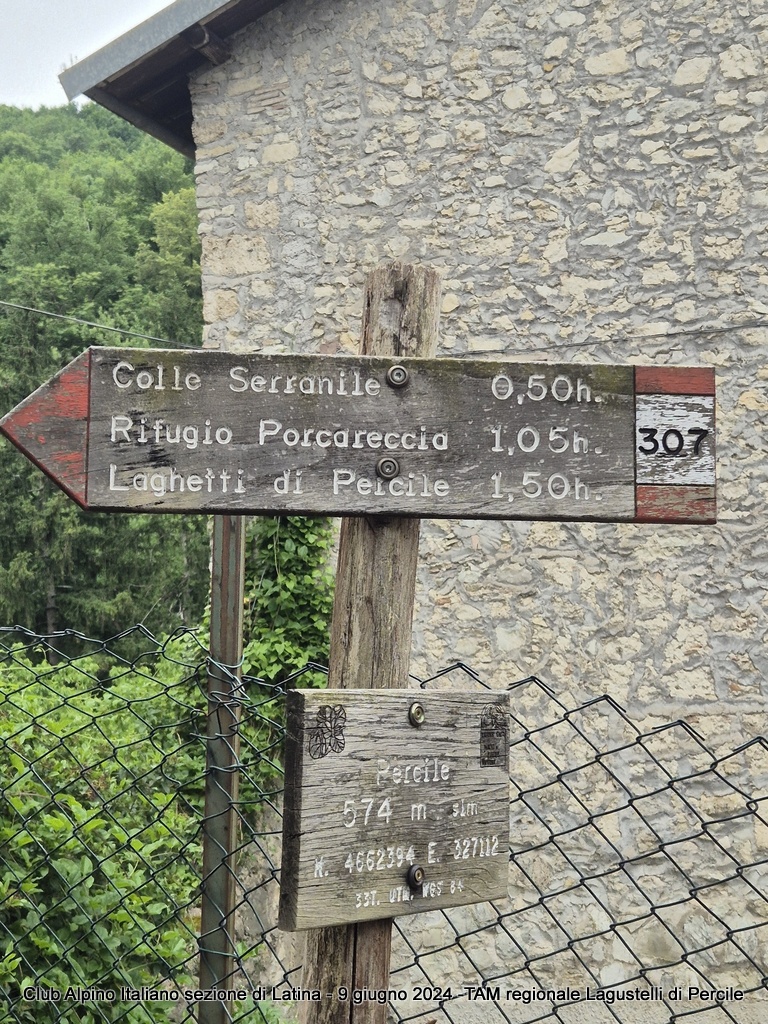 Colle Serranile 0,50h.
Rifugio Porcareccia 1,05h.
Laghetti di Percile 1,50h.
307
Percile
574 m slm
N. 4662394 E. 327112
33T. UTM. WGS 84
Club Alpino Italiano sezione di Latina - 9 giugno 2024 -TAM regionale Lagustelli di Percile